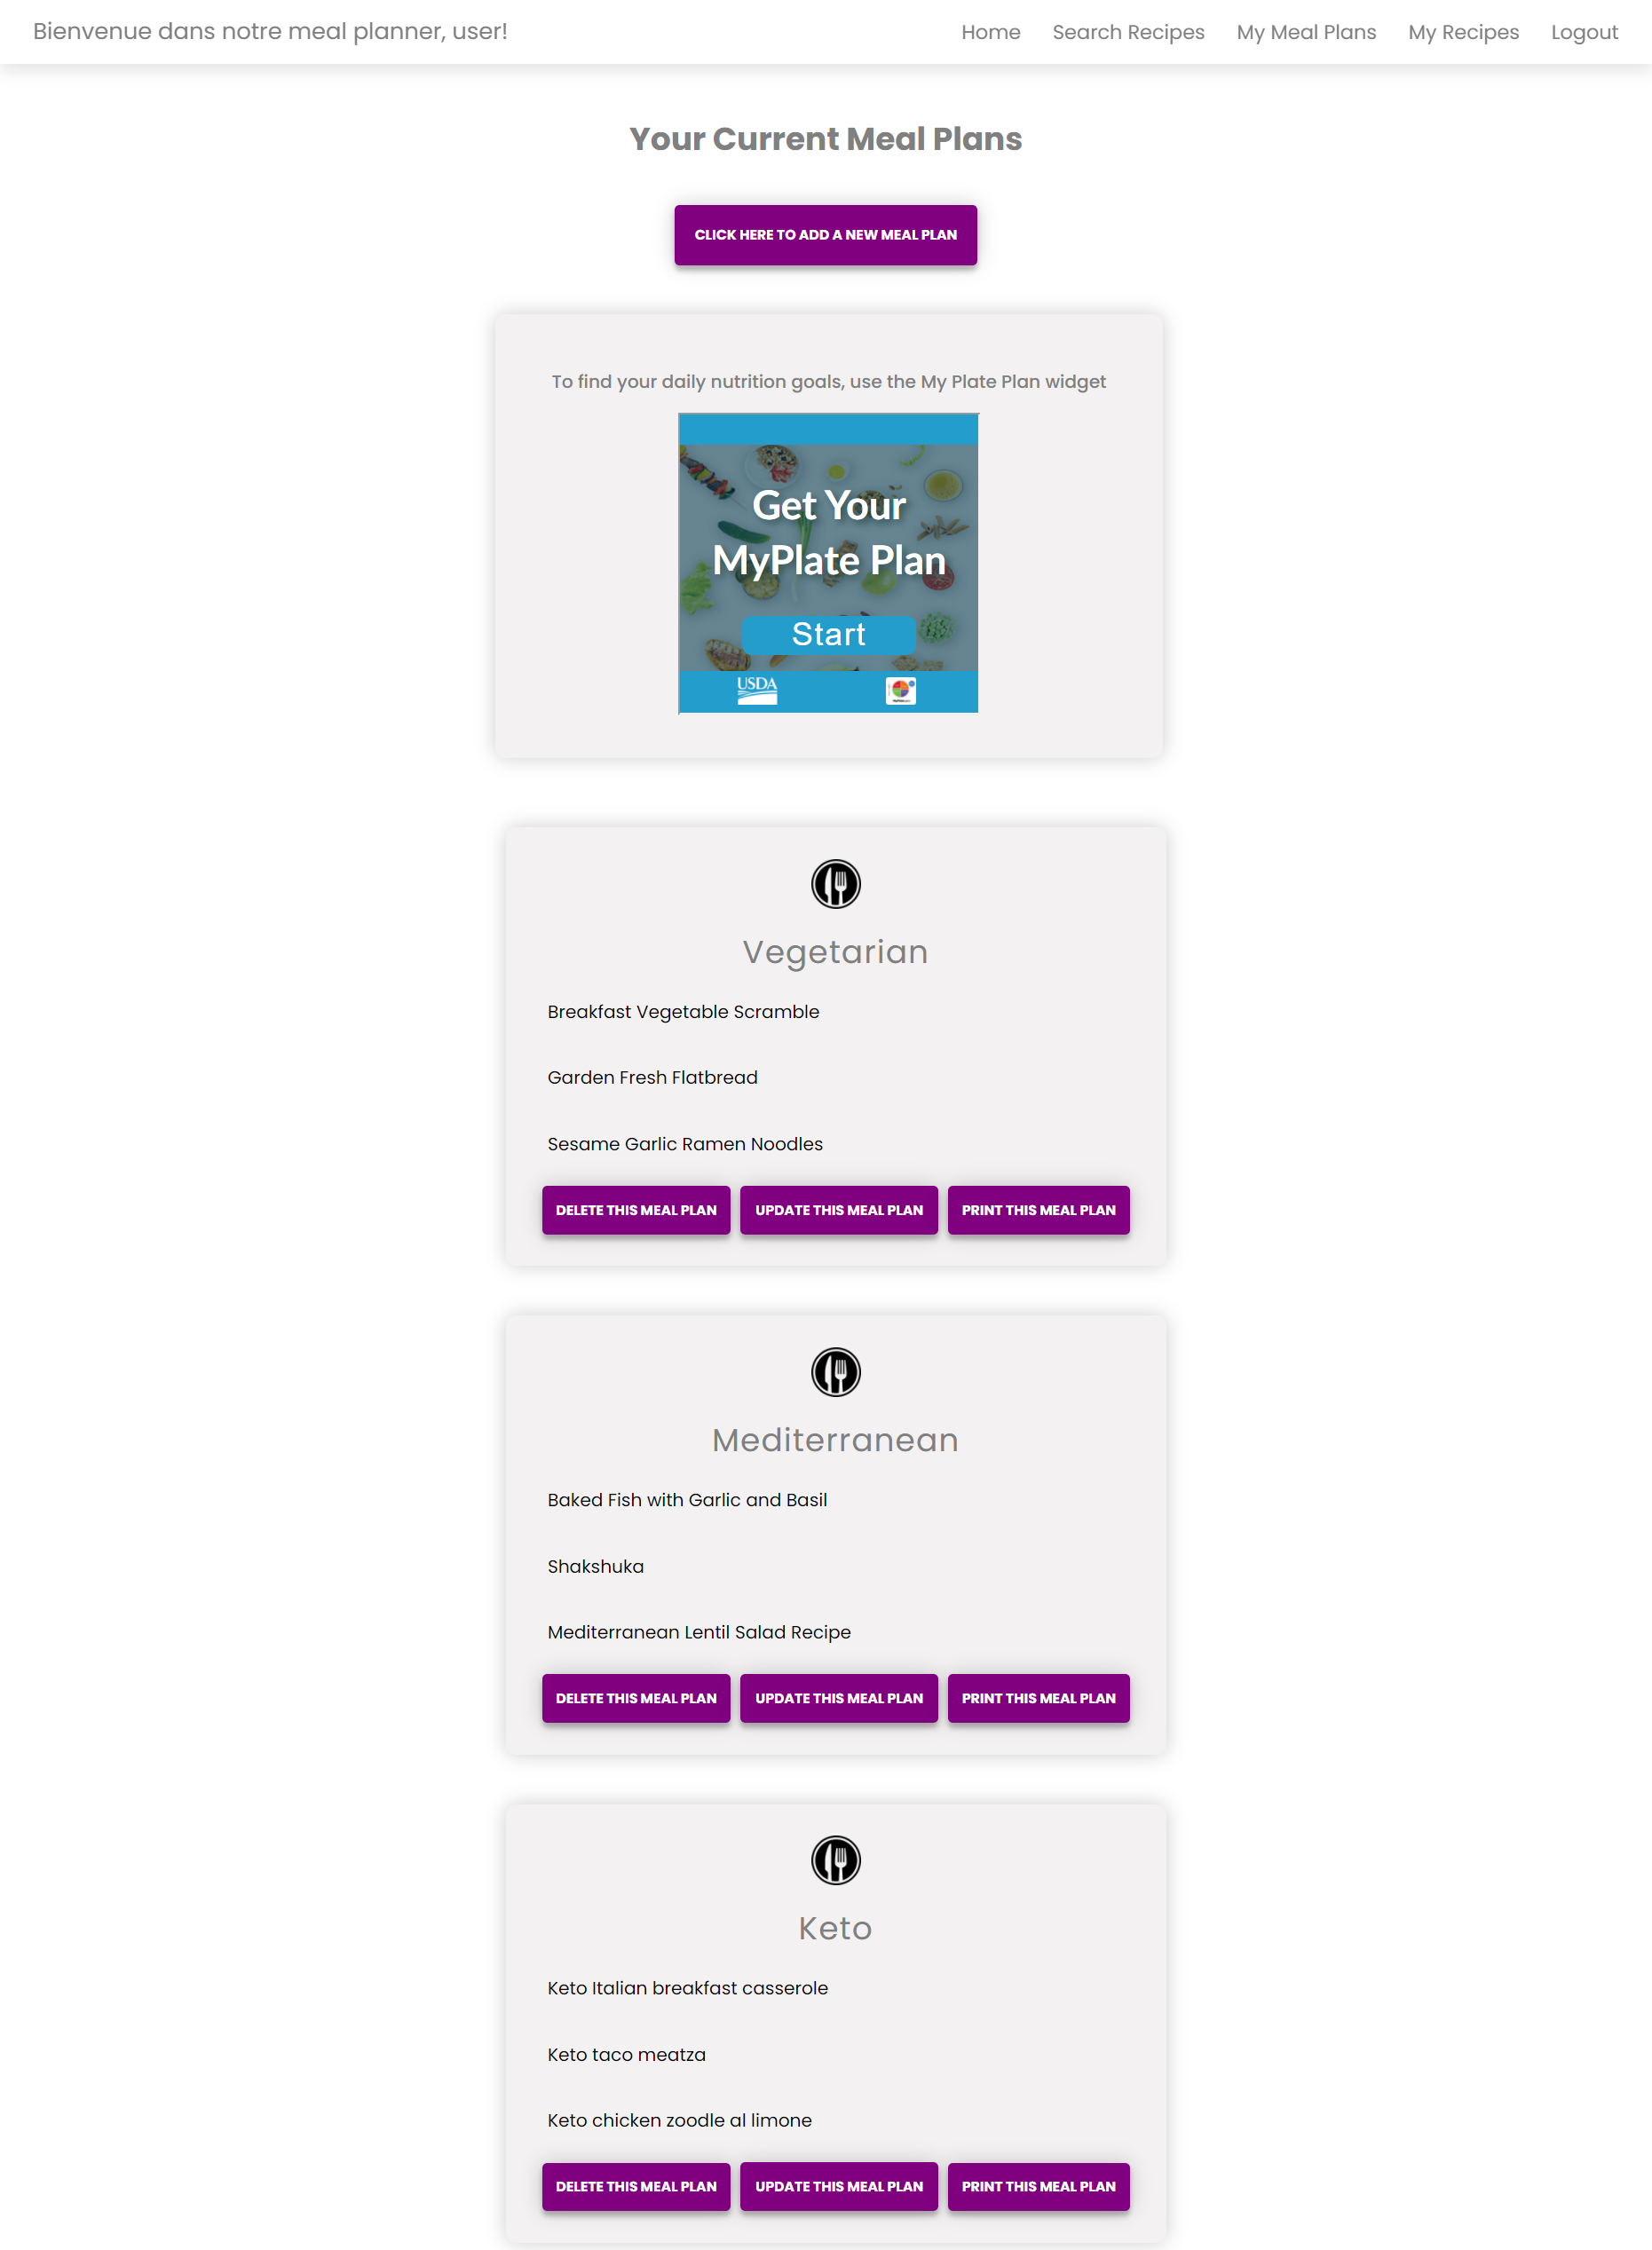 Bienvenue dans notre meal planner, user!
Home Search Recipes My Meal Plans My Recipes Logout
Your Current Meal Plans
CLICK HERE TO ADD A NEW MEAL PLAN
To find your daily nutrition goals, use the My Plate Plan widget
Get Your
MyPlate Plan
Start
USDA
Vegetarian
Breakfast Vegetable Scramble
Garden Fresh Flatbread
Sesame Garlic Ramen Noodles
DELETE THIS MEAL PLAN UPDATE THIS MEAL PLAN PRINT THIS MEAL PLAN
Mediterranean
Baked Fish with Garlic and Basil
Shakshuka
Mediterranean Lentil Salad Recipe
DELETE THIS MEAL PLAN UPDATE THIS MEAL PLAN PRINT THIS MEAL PLAN
Keto
Keto Italian breakfast casserole
Keto taco meatza
Keto chicken zoodle al limone
DELETE THIS MEAL PLAN UPDATE THIS MEAL PLAN PRINT THIS MEAL PLAN